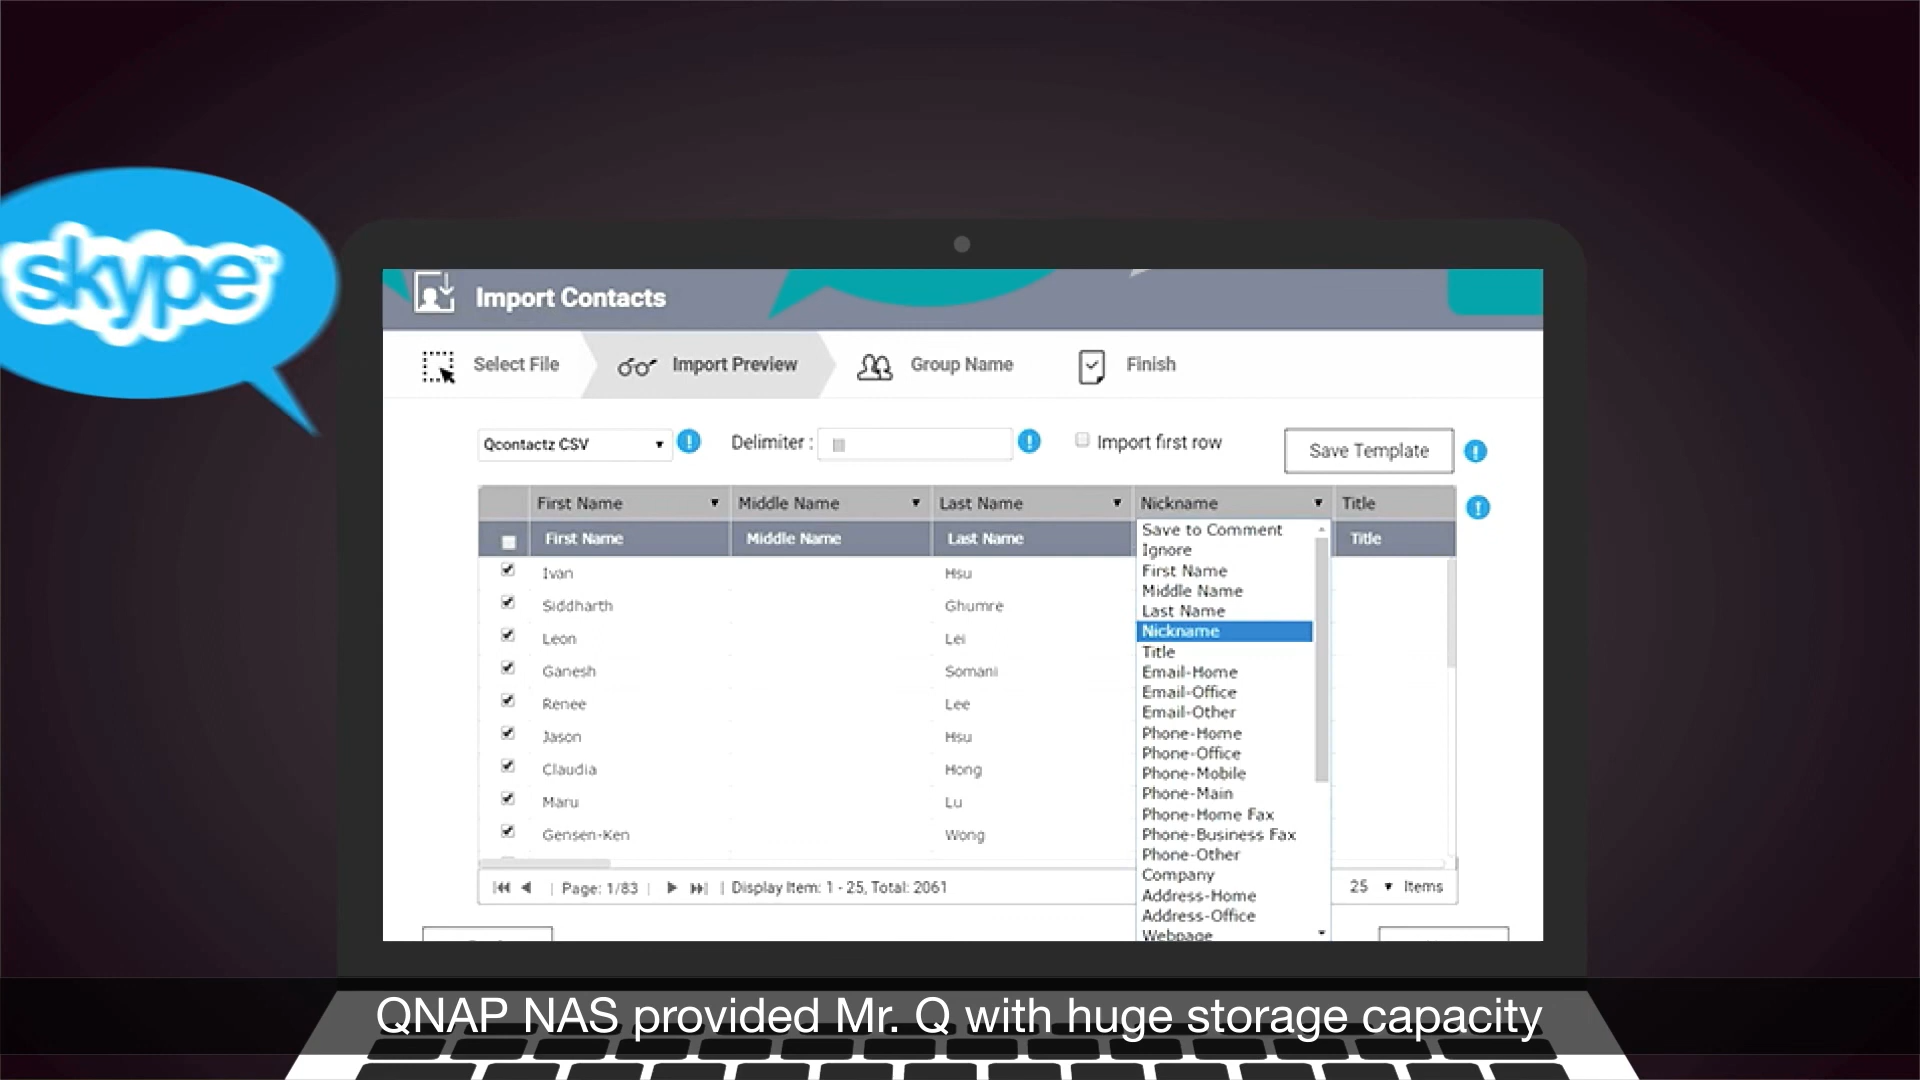 skype™
Import Contacts
Select File Import Preview Group Name Finish
Qcontactz CSV Delimiter : Import first row Save Template
First Name Middle Name Last Name Nickname Title
First Name Middle Name Last Name Title
Ivan Hsu
Siddharth Ghumre
Leon Lei
Ganesh Somani
Renee Lee
Jason Hsu
Claudia Hong
Maru Lu
Gensen-Ken Wong
Save to Comment
Ignore
First Name
Middle Name
Last Name
Nickname
Title
Email-Home
Email-Office
Email-Other
Phone-Home
Phone-Office
Phone-Mobile
Phone-Main
Phone-Home Fax
Phone-Business Fax
Phone-Other
Company
Address-Home
Address-Office
Webpage
Page: 1/83 | Display Item: 1 - 25, Total: 2061 25 Items
QNAP NAS provided Mr. Q with huge storage capacity